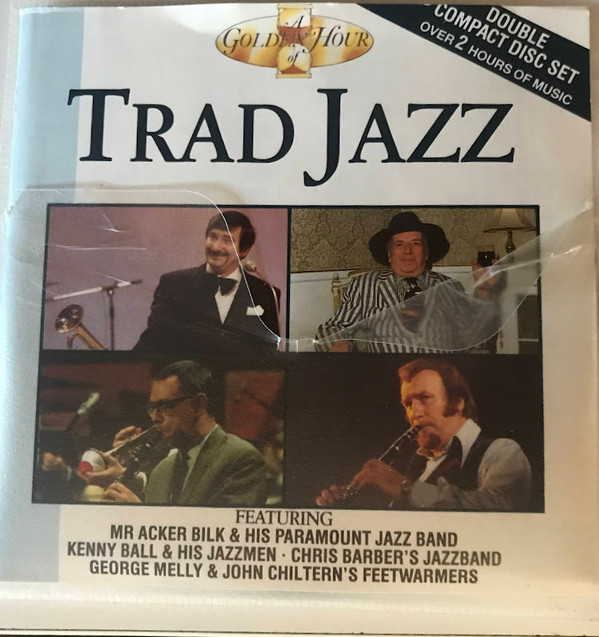 A
GOLDEN HOUR
of
DOUBLE
COMPACT DISC SET
OVER 2 HOURS OF MUSIC
TRAD JAZZ
FEATURING
MR ACKER BILK & HIS PARAMOUNT JAZZ BAND
KENNY BALL & HIS JAZZMEN · CHRIS BARBER'S JAZZBAND
GEORGE MELLY & JOHN CHILTERN'S FEETWARMERS